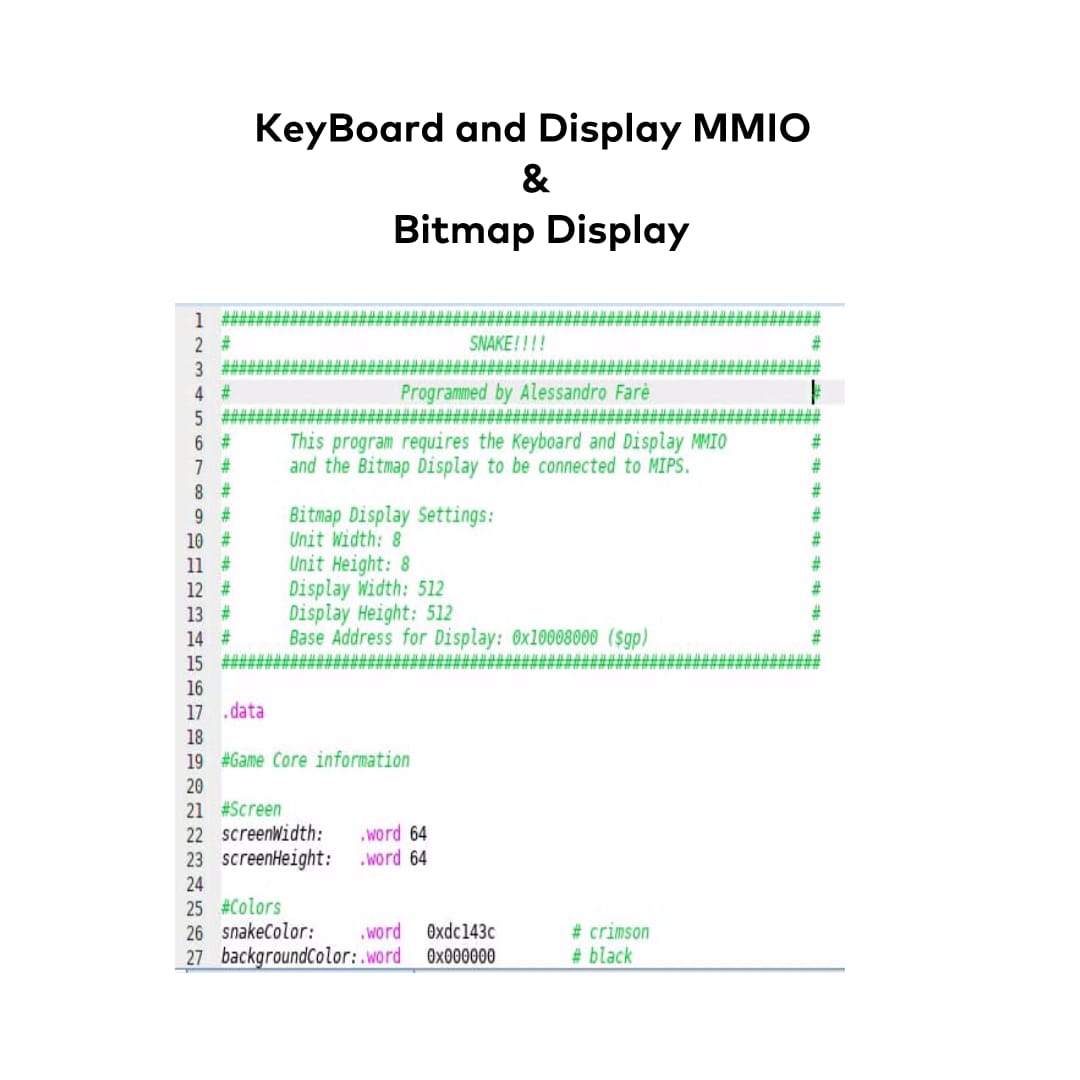 KeyBoard and Display MMIO
&
Bitmap Display
1 #####################################################################
2 # SNAKE!!!! #
3 #####################################################################
4 # Programmed by Alessandro Farè #
5 #####################################################################
6 # This program requires the Keyboard and Display MMIO #
7 # and the Bitmap Display to be connected to MIPS. #
8 # #
9 # Bitmap Display Settings: #
10 # Unit Width: 8 #
11 # Unit Height: 8 #
12 # Display Width: 512 #
13 # Display Height: 512 #
14 # Base Address for Display: 0x10008000 ($gp) #
15 #####################################################################
16
17 .data
18
19 #Game Core information
20
21 #Screen
22 screenWidth: .word 64
23 screenHeight: .word 64
24
25 #Colors
26 snakeColor: .word 0xdc143c # crimson
27 backgroundColor:.word 0x000000 # black